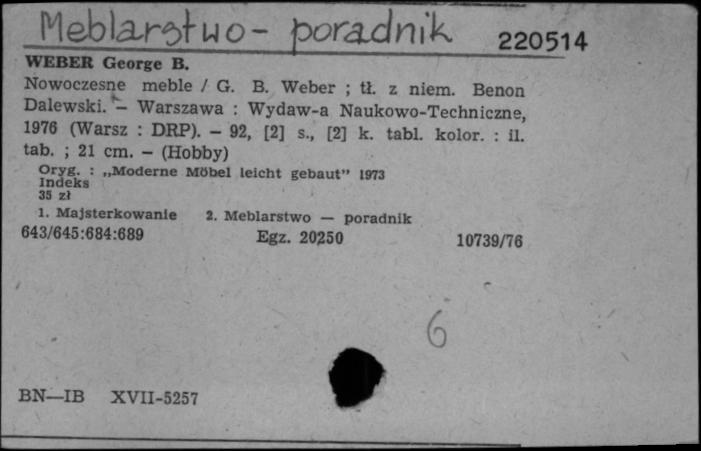 Meblarstwo - poradnik
220514
WEBER George B.
Nowoczesne meble / G. B. Weber ; tł. z niem. Benon
Dalewski. — Warszawa : Wydaw-a Naukowo-Techniczne,
1976 (Warsz : DRP). — 92, [2] s., [2] k. tabl. kolor. : il.
tab. ; 21 cm. — (Hobby)
Oryg. : „Moderne Möbel leicht gebaut” 1973
Indeks
35 zł
1. Majsterkowanie 2. Meblarstwo — poradnik
643/645:684:689 Egz. 20250 10739/76
6
BN—IB XVII-5257